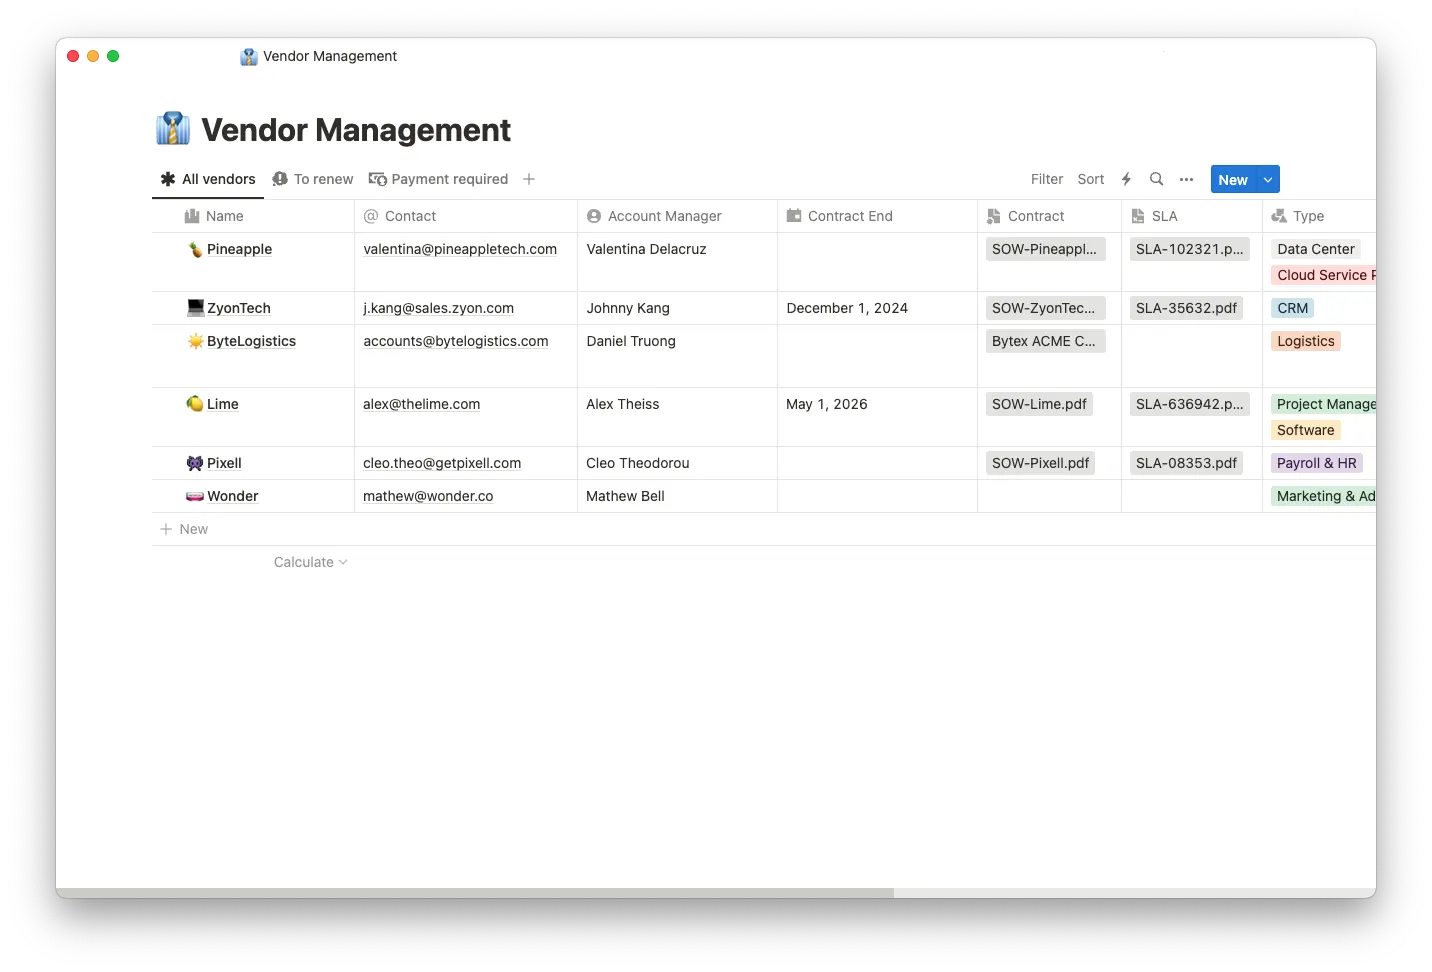 Vendor Management
Vendor Management
All vendors To renew Payment required Filter Sort New
Name @ Contact Account Manager Contract End Contract SLA Type
Pineapple valentina@pineappletech.com Valentina Delacruz SOW-Pineappl... SLA-102321.p... Data Center
Cloud Service P
ZyonTech j.kang@sales.zyon.com Johnny Kang December 1, 2024 SOW-ZyonTec... SLA-35632.pdf CRM
ByteLogistics accounts@bytelogistics.com Daniel Truong Bytex ACME C... Logistics
Lime alex@thelime.com Alex Theiss May 1, 2026 SOW-Lime.pdf SLA-636942.p... Project Manage
Software
Pixell cleo.theo@getpixell.com Cleo Theodorou SOW-Pixell.pdf SLA-08353.pdf Payroll & HR
Wonder mathew@wonder.co Mathew Bell Marketing & Ad
+ New
Calculate